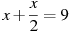 x + x/2 = 9